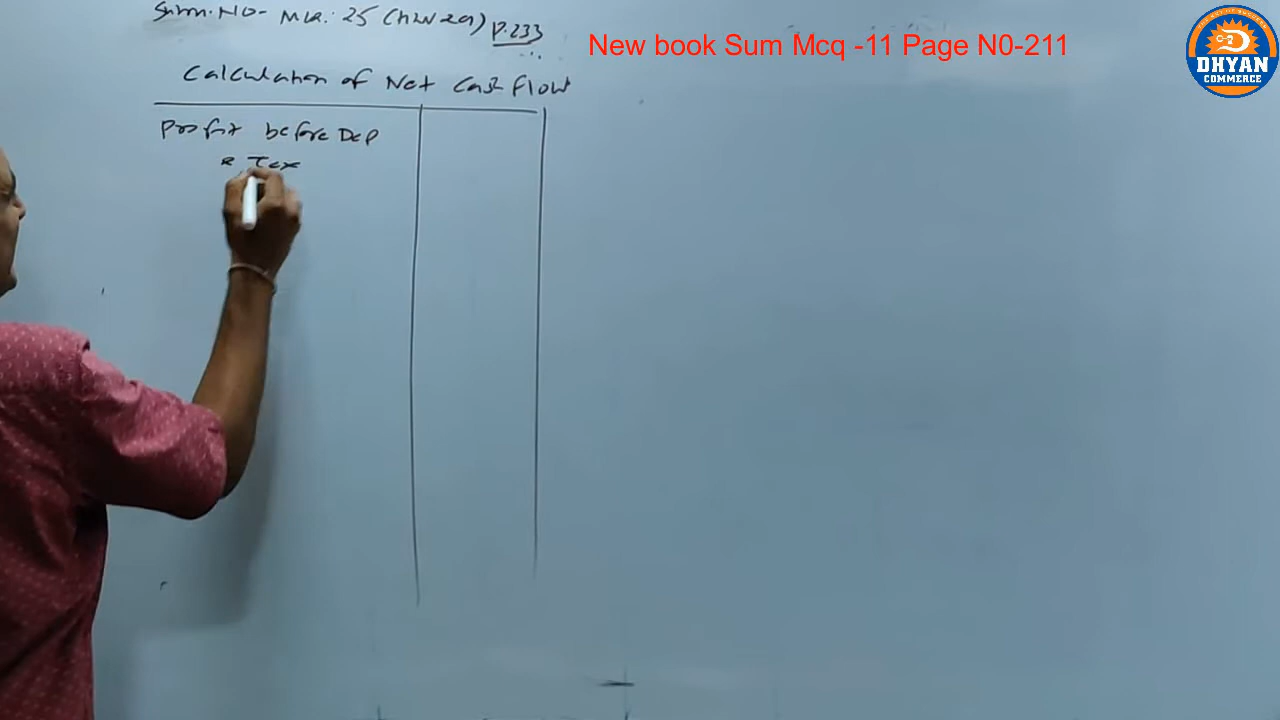 Sum.No- MCQ: 25 (H.W 29) P.233
New book Sum Mcq -11 Page N0-211
DHYAN
COMMERCE
Calculation of Net Cash Flow
Profit before Dep
& Tax